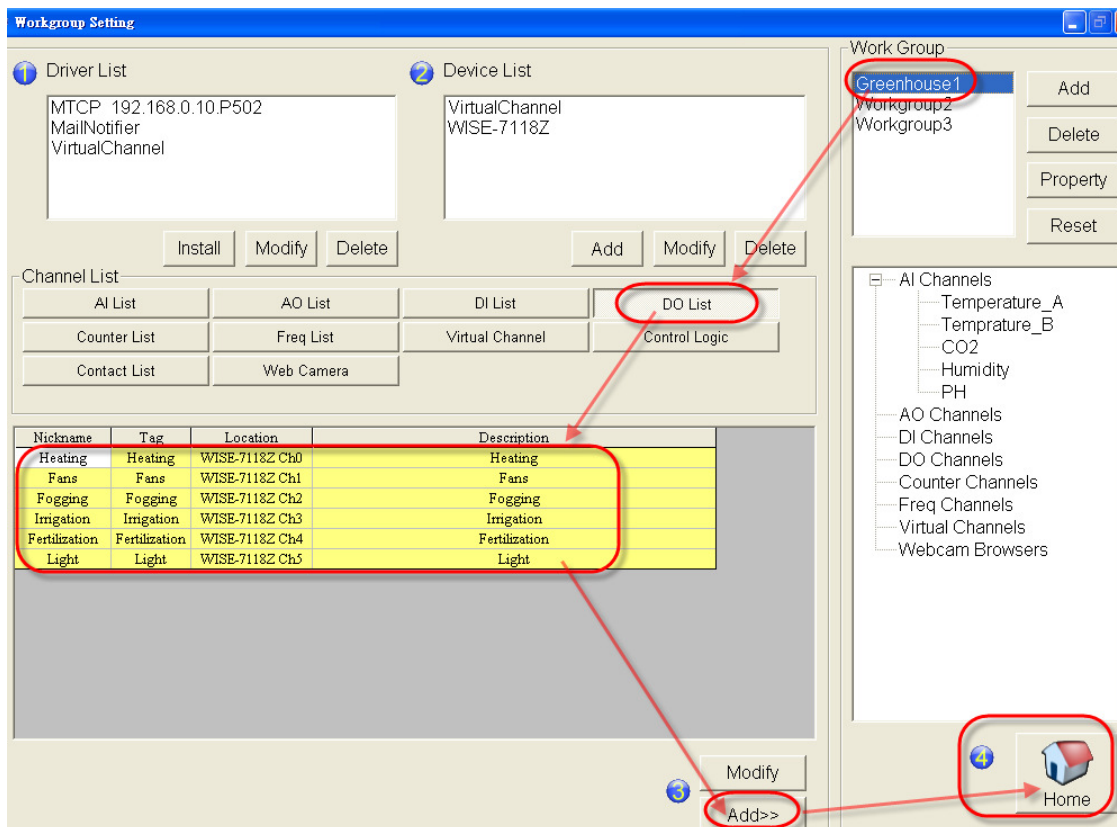 Workgroup Setting
1 Driver List
MTCP 192.168.0.10.P502
MailNotifier
VirtualChannel
Install Modify Delete
2 Device List
VirtualChannel
WISE-7118Z
Add Modify Delete
Channel List
AI List AO List DI List DO List
Counter List Freq List Virtual Channel Control Logic
Contact List Web Camera
Nickname Tag Location Description
Heating Heating WISE-7118Z Ch0 Heating
Fans Fans WISE-7118Z Ch1 Fans
Fogging Fogging WISE-7118Z Ch2 Fogging
Irrigation Irrigation WISE-7118Z Ch3 Irrigation
Fertilization Fertilization WISE-7118Z Ch4 Fertilization
Light Light WISE-7118Z Ch5 Light
3
Modify
Add>>
Work Group
Greenhouse1
Workgroup2
Workgroup3
Add
Delete
Property
Reset
AI Channels
Temperature_A
Temprature_B
CO2
Humidity
PH
AO Channels
DI Channels
DO Channels
Counter Channels
Freq Channels
Virtual Channels
Webcam Browsers
4
Home